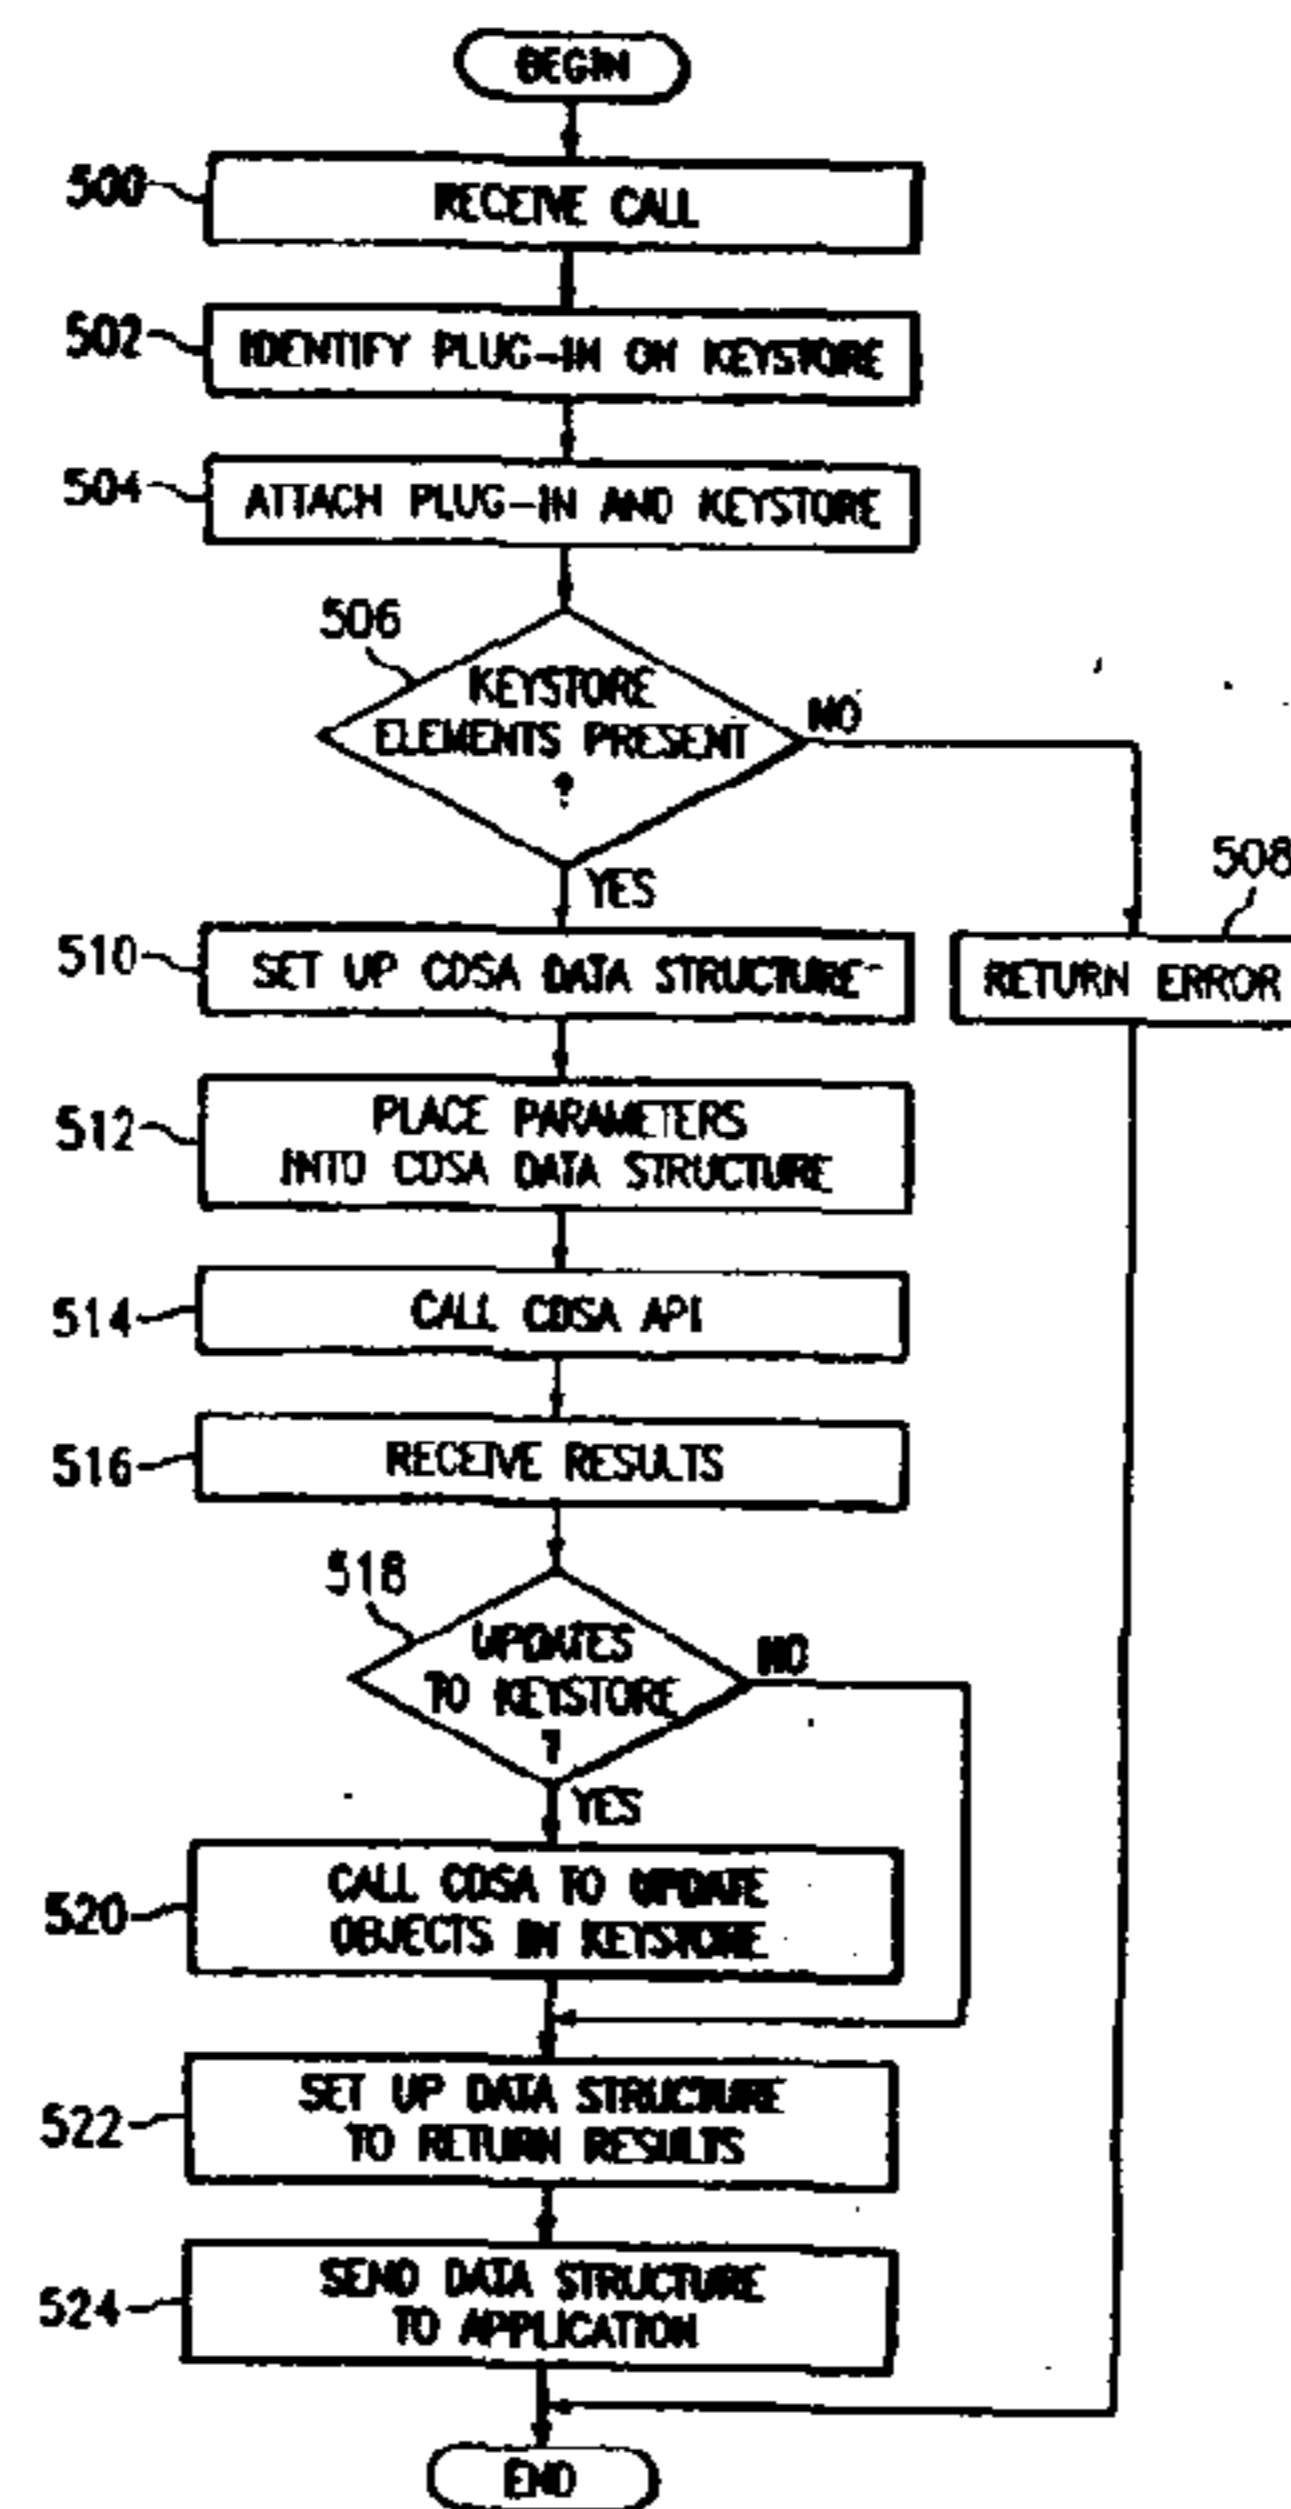 BEGIN
500
RECEIVE CALL
502
IDENTIFY PLUG-IN ON KEYSTORE
504
ATTACH PLUG-IN AND KEYSTORE
506
KEYSTORE
ELEMENTS PRESENT
?
NO
YES
508
RETURN ERROR
510
SET UP CDSA DATA STRUCTURE
512
PLACE PARAMETERS
INTO CDSA DATA STRUCTURE
514
CALL CDSA API
516
RECEIVE RESULTS
518
UPDATES
TO KEYSTORE
?
NO
YES
520
CALL CDSA TO UPDATE
OBJECTS IN KEYSTORE
522
SET UP DATA STRUCTURE
TO RETURN RESULTS
524
SEND DATA STRUCTURE
TO APPLICATION
END